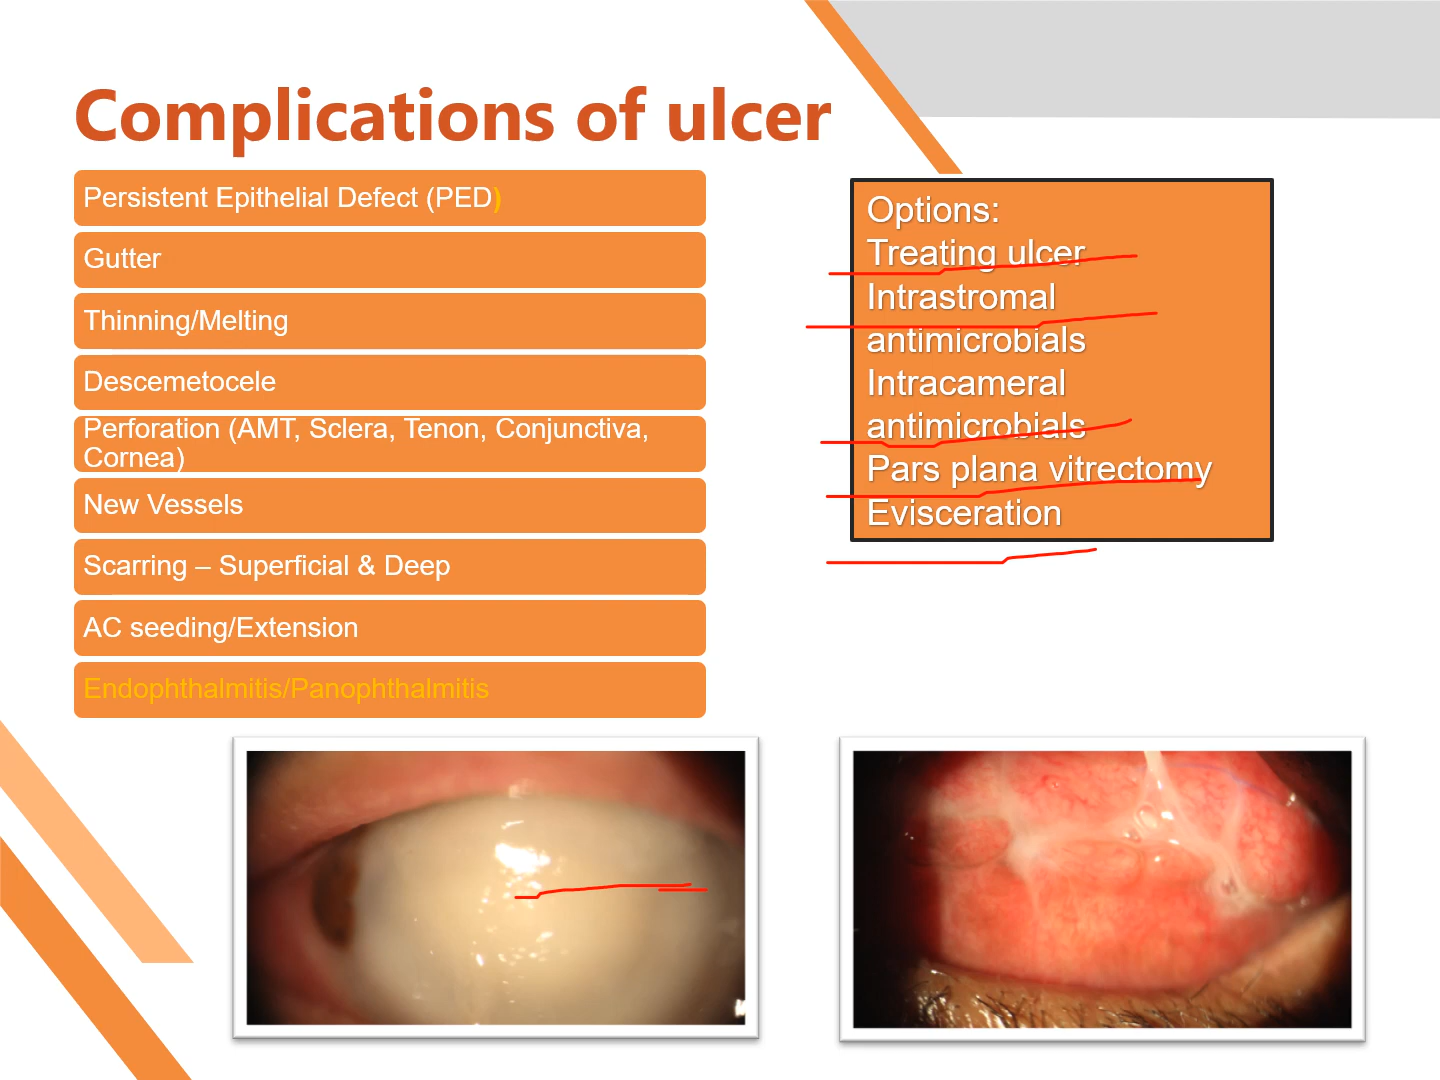 Complications of ulcer
Persistent Epithelial Defect (PED)
Gutter
Thinning/Melting
Descemetocele
Perforation (AMT, Sclera, Tenon, Conjunctiva,
Cornea)
New Vessels
Scarring – Superficial & Deep
AC seeding/Extension
Endophthalmitis/Panophthalmitis
Options:
Treating ulcer
Intrastromal
antimicrobials
Intracameral
antimicrobials
Pars plana vitrectomy
Evisceration